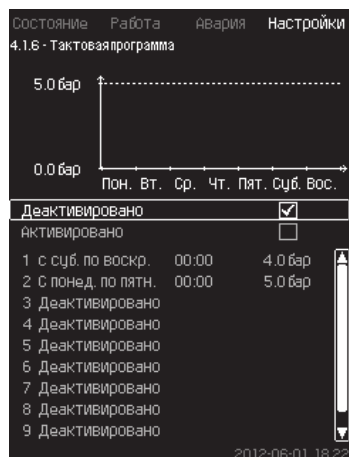 Состояние Работа Авария Настройки
4.1.6 - Тактовая программа
5.0 бар
0.0 бар
Пон. Вт. Ср. Чт. Пят. Суб. Вос.
Деактивировано
Активировано
1 с суб. по воскр. 00:00 4.0 бар
2 С понед. по пятн. 00:00 5.0 бар
3 Деактивировано
4 Деактивировано
5 Деактивировано
6 Деактивировано
7 Деактивировано
8 Деактивировано
9 Деактивировано
2012-06-01 18:22